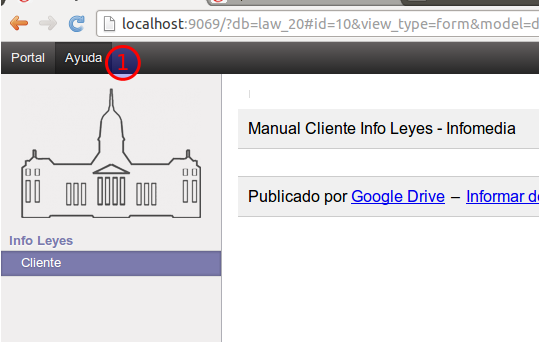 localhost:9069/?db=law_20#id=10&view_type=form&model=d
Portal Ayuda 1
Manual Cliente Info Leyes - Infomedia
Publicado por Google Drive – Informar de
Info Leyes
Cliente